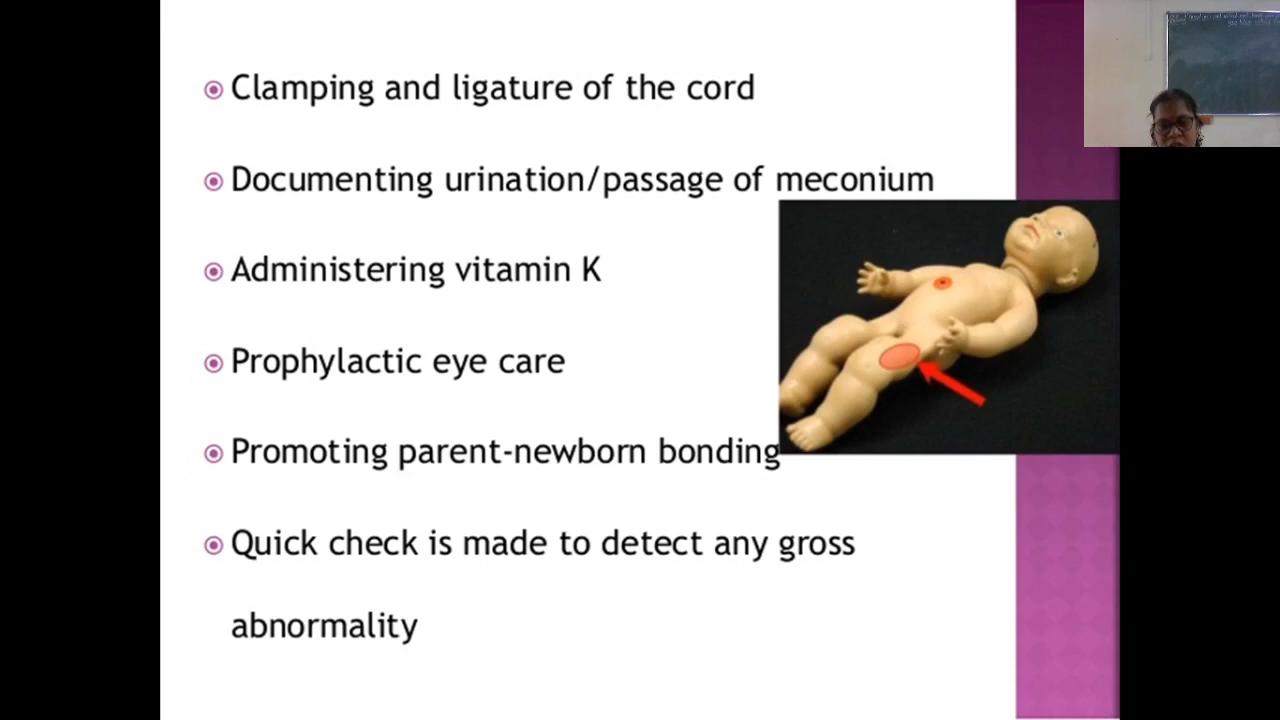 Clamping and ligature of the cord
Documenting urination/passage of meconium
Administering vitamin K
Prophylactic eye care
Promoting parent-newborn bonding
Quick check is made to detect any gross
abnormality